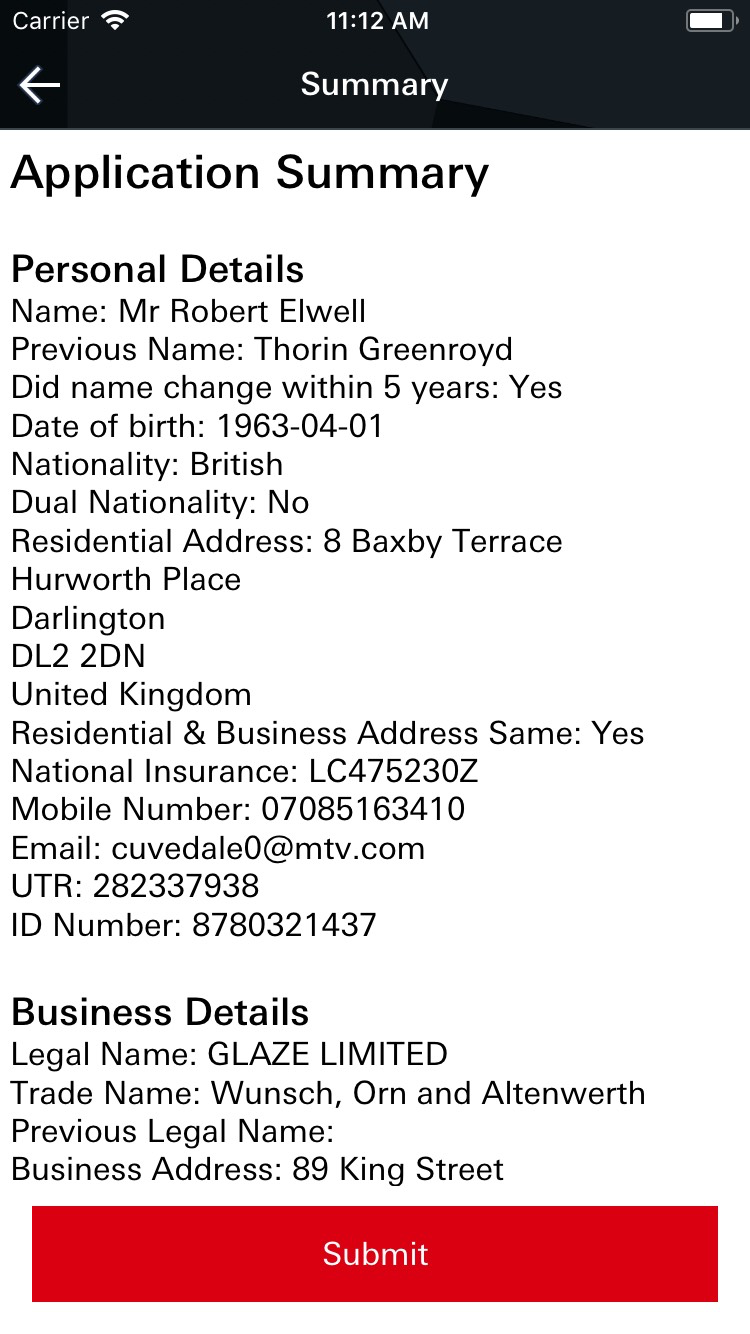 Carrier 11:12 AM
Summary
Application Summary
Personal Details
Name: Mr Robert Elwell
Previous Name: Thorin Greenroyd
Did name change within 5 years: Yes
Date of birth: 1963-04-01
Nationality: British
Dual Nationality: No
Residential Address: 8 Baxby Terrace
Hurworth Place
Darlington
DL2 2DN
United Kingdom
Residential & Business Address Same: Yes
National Insurance: LC475230Z
Mobile Number: 07085163410
Email: cuvedale0@mtv.com
UTR: 282337938
ID Number: 8780321437
Business Details
Legal Name: GLAZE LIMITED
Trade Name: Wunsch, Orn and Altenwerth
Previous Legal Name:
Business Address: 89 King Street
Submit